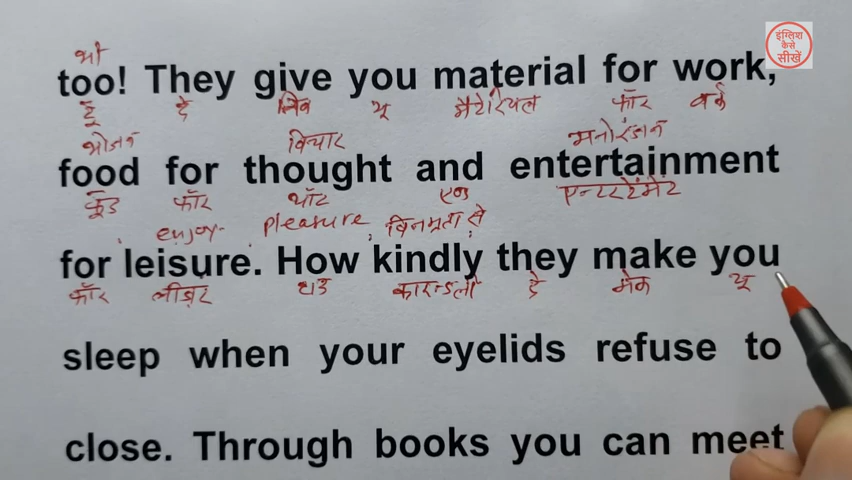 इंग्लिश
कैसे
सीखें
भी
too! They give you material for work,
टू दे गिव यू मैटेरियल फॉर वर्क
भोजन विचार मनोरंजन
food for thought and entertainment
फूड फॉर थॉट एण्ड एन्टरटेंमेंट
enjoy- pleasure, विनम्रता से
for leisure. How kindly they make you
फॉर लीज़र हाउ काइन्डली दे मेक यू
sleep when your eyelids refuse to
close. Through books you can meet